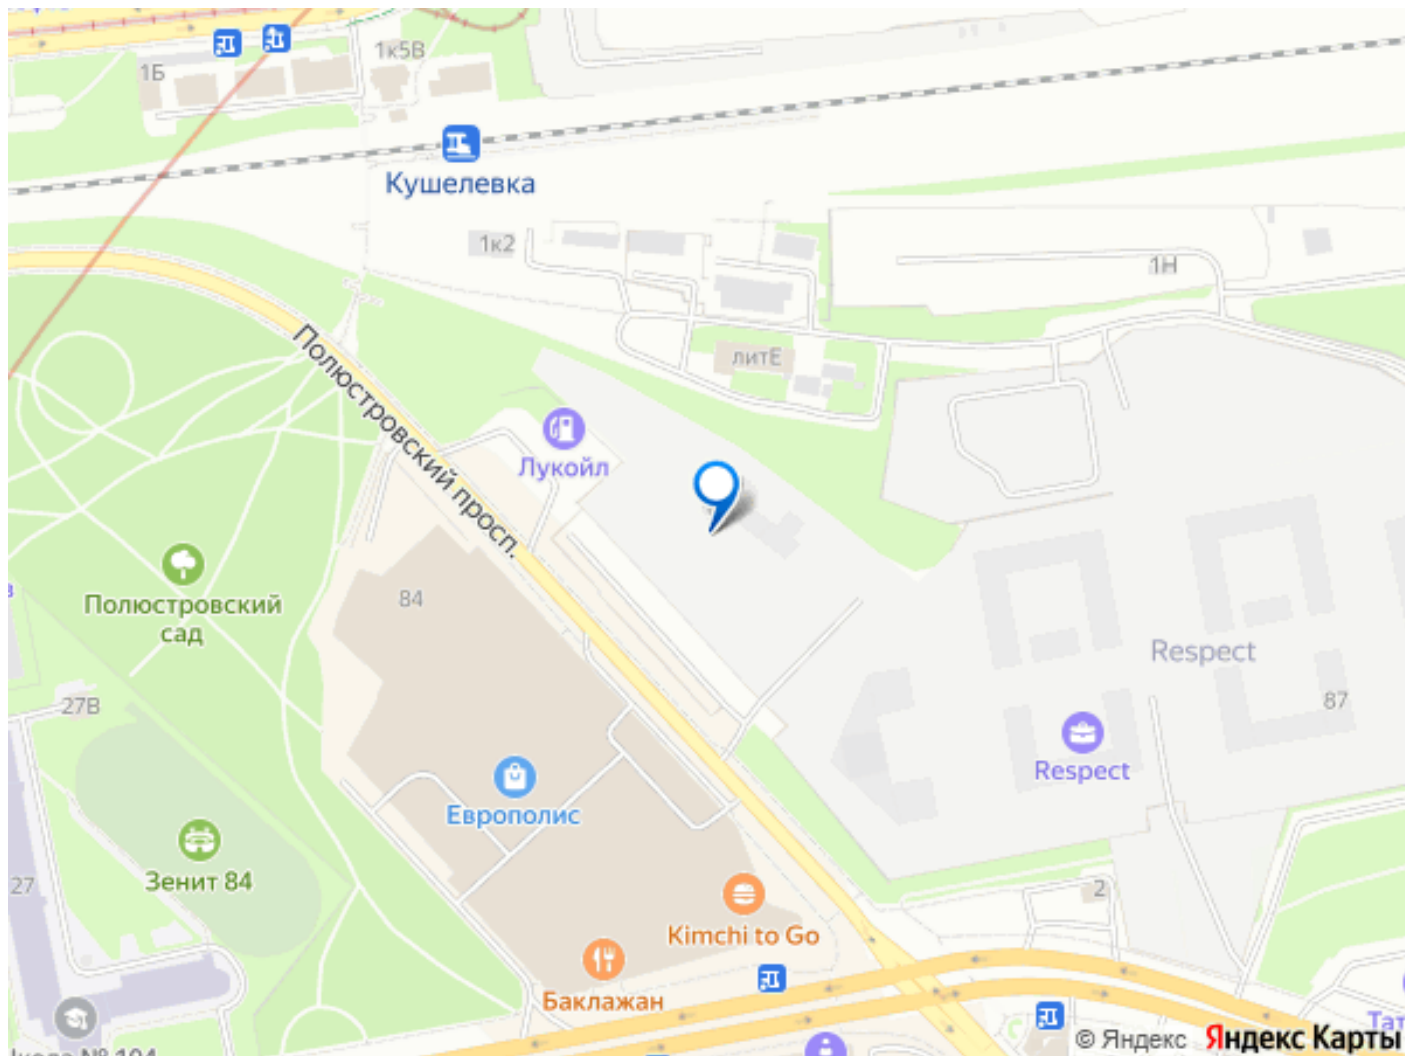 1Б
1к5В
Кушелевка
1к2
1Н
литЕ
Полюстровский просп.
Лукойл
84
Полюстровский
сад
27В
Respect
87
Respect
Европолис
Зенит 84
27
2
Kimchi to Go
Баклажан
Тат
© Яндекс Яндекс Карты